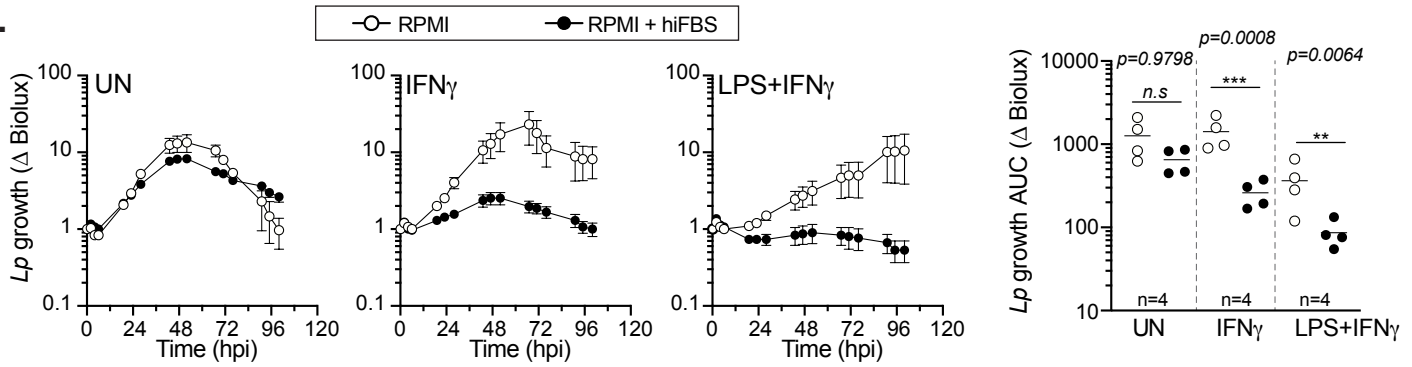 RPMI RPMI + hiFBS
UN
Lp growth (Δ Biolux)
100
10
1
0.1
0 24 48 72 96 120
Time (hpi)
IFNγ
100
10
1
0.1
0 24 48 72 96 120
Time (hpi)
LPS+IFNγ
100
10
1
0.1
0 24 48 72 96 120
Time (hpi)
Lp growth AUC (Δ Biolux)
10000
1000
100
10
p=0.9798 p=0.0008 p=0.0064
n.s *** **
n=4 n=4 n=4
UN IFNγ LPS+IFNγ